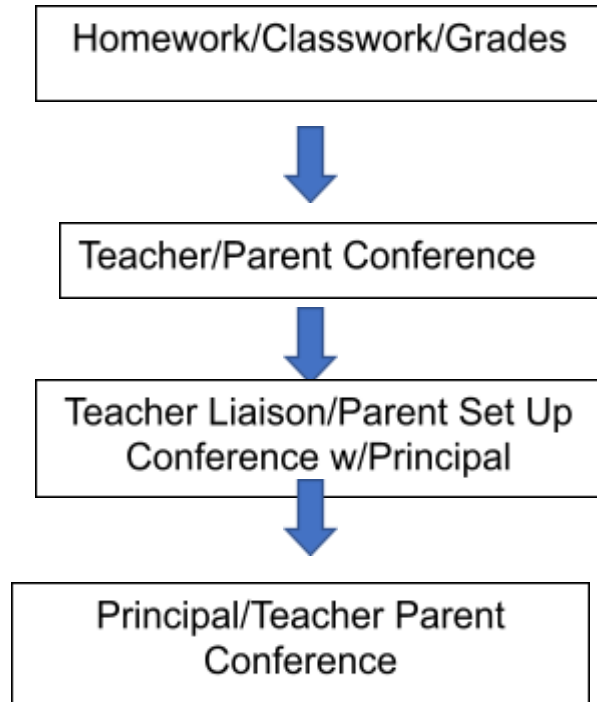 Homework/Classwork/Grades
Teacher/Parent Conference
Teacher Liaison/Parent Set Up
Conference w/Principal
Principal/Teacher Parent
Conference